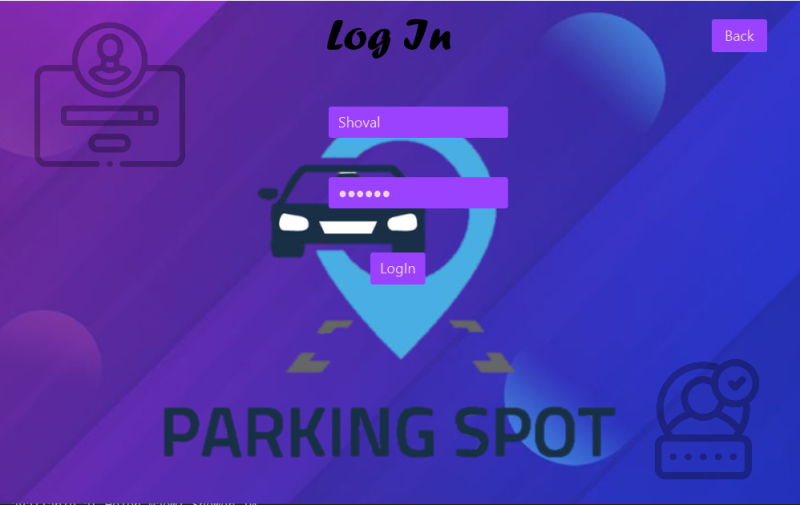 Log In
Back
Shoval
••••••
LogIn
PARKING SPOT